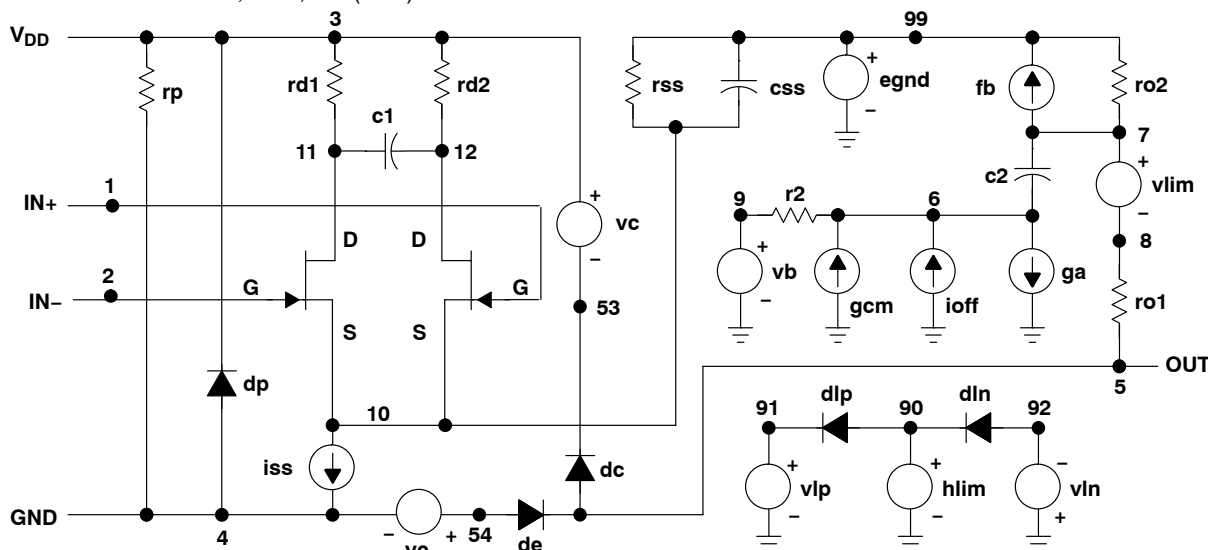 VDD
3
99
rp
rd1
rd2
rss
css
egnd
fb
ro2
c1
11
12
7
c2
vlim
1
IN+
9
r2
6
8
D
D
vc
vb
gcm
ioff
ga
2
IN−
G
G
53
ro1
S
S
dp
OUT
5
10
91
dlp
90
dln
92
iss
dc
vlp
hlim
vln
GND
4
ve
54
de
+
−
+
−
+
−
+
−
−
+
+
−
+
−
−
+